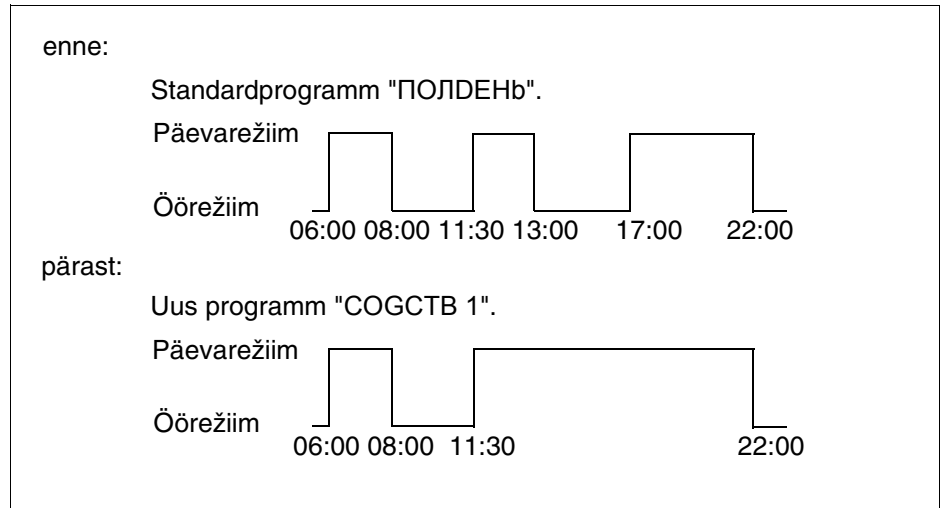 enne:
Standardprogramm "ПОЛDEHb".
Päevarežiim
Öörežiim
06:00 08:00 11:30 13:00 17:00 22:00
pärast:
Uus programm "COGCTB 1".
Päevarežiim
Öörežiim
06:00 08:00 11:30 22:00